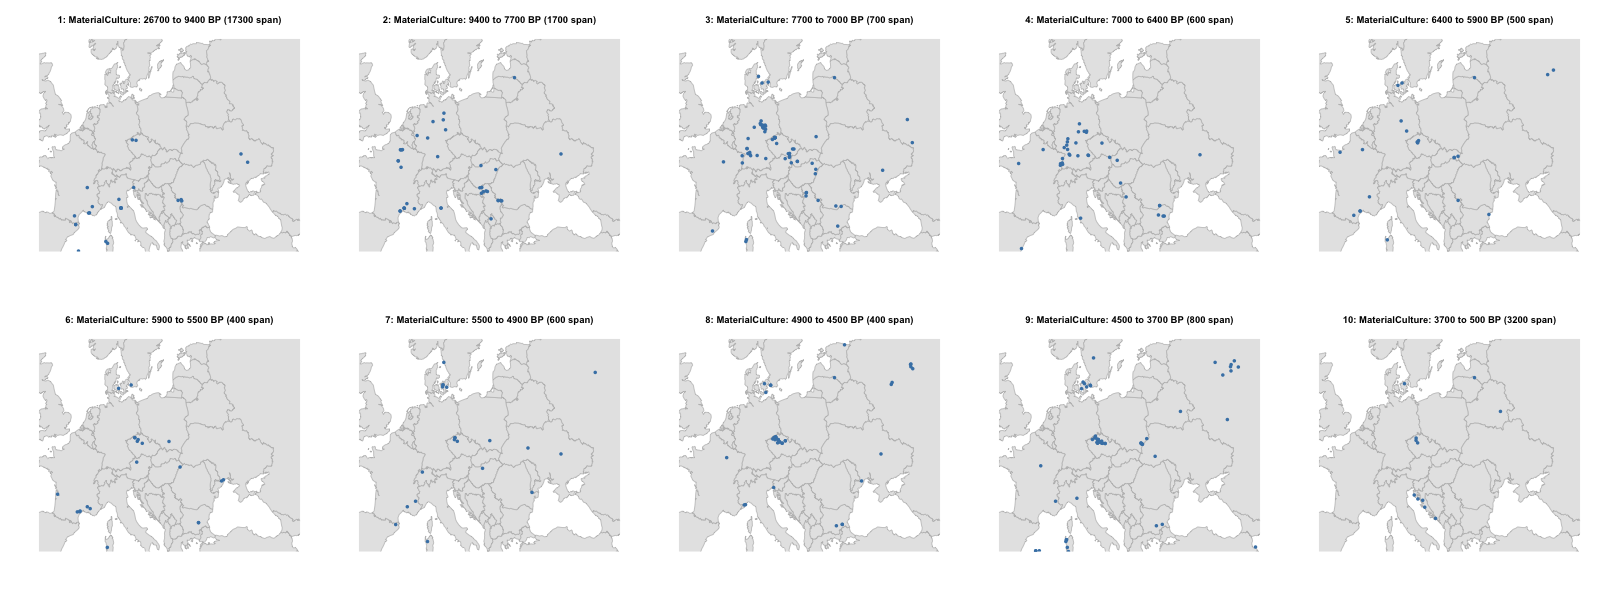 1: MaterialCulture: 26700 to 9400 BP (17300 span)
2: MaterialCulture: 9400 to 7700 BP (1700 span)
3: MaterialCulture: 7700 to 7000 BP (700 span)
4: MaterialCulture: 7000 to 6400 BP (600 span)
5: MaterialCulture: 6400 to 5900 BP (500 span)
6: MaterialCulture: 5900 to 5500 BP (400 span)
7: MaterialCulture: 5500 to 4900 BP (600 span)
8: MaterialCulture: 4900 to 4500 BP (400 span)
9: MaterialCulture: 4500 to 3700 BP (800 span)
10: MaterialCulture: 3700 to 500 BP (3200 span)